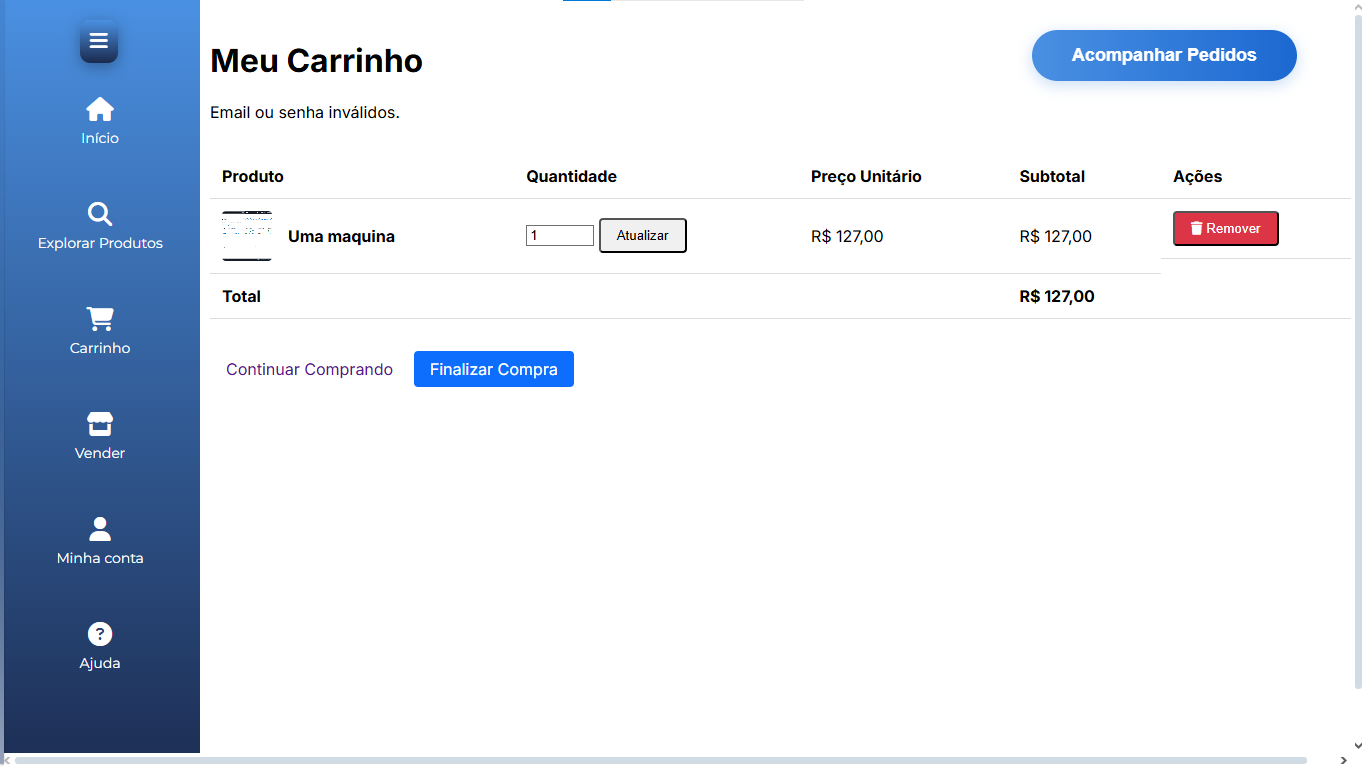 Início
Explorar Produtos
Carrinho
Vender
Minha conta
Ajuda
Meu Carrinho
Acompanhar Pedidos
Email ou senha inválidos.
Produto Quantidade Preço Unitário Subtotal Ações
Uma maquina 1 Atualizar R$ 127,00 R$ 127,00 Remover
Total R$ 127,00
Continuar Comprando Finalizar Compra